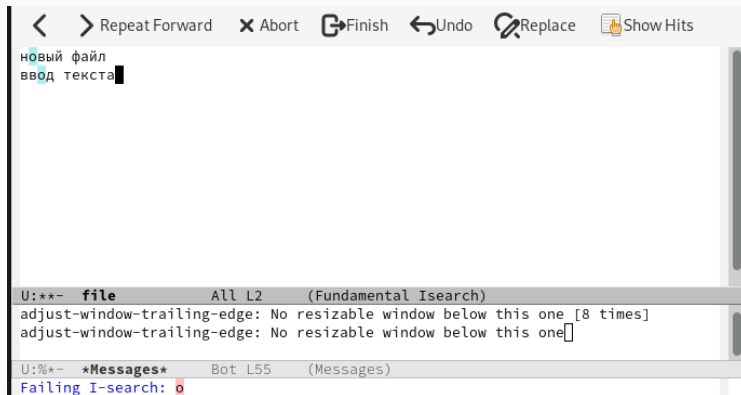 Repeat Forward Abort Finish Undo Replace Show Hits
новый файл
ввод текста
U:**- file All L2 (Fundamental Isearch)
adjust-window-trailing-edge: No resizable window below this one [8 times]
adjust-window-trailing-edge: No resizable window below this one
U:%*- *Messages* Bot L55 (Messages)
Failing I-search: о